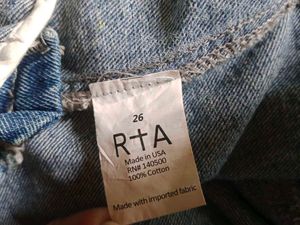 26
R†A
Made in USA
RN# 140500
100% Cotton
Made with imported fabric